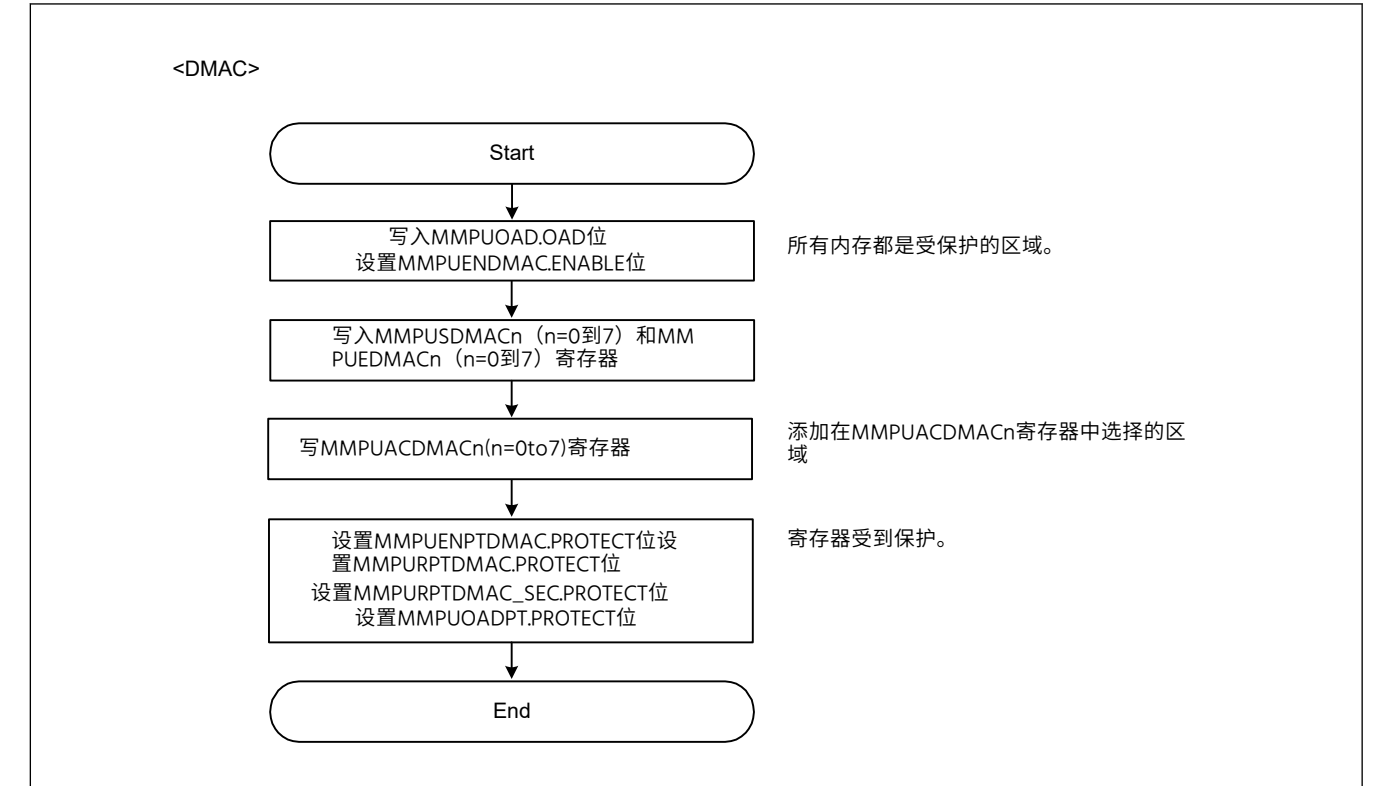 <DMAC>
Start
写入MMPUOAD.OAD位
设置MMPUENDMAC.ENABLE位
所有内存都是受保护的区域。
写入MMPUSDMACn（n=0到7）和MM
PUEDMACn（n=0到7）寄存器
写MMPUACDMACn(n=0to7)寄存器
添加在MMPUACDMACn寄存器中选择的区
域
设置MMPUENPTDMAC.PROTECT位设
置MMPURPTDMAC.PROTECT位
设置MMPURPTDMAC_SEC.PROTECT位
设置MMPUOADPT.PROTECT位
寄存器受到保护。
End